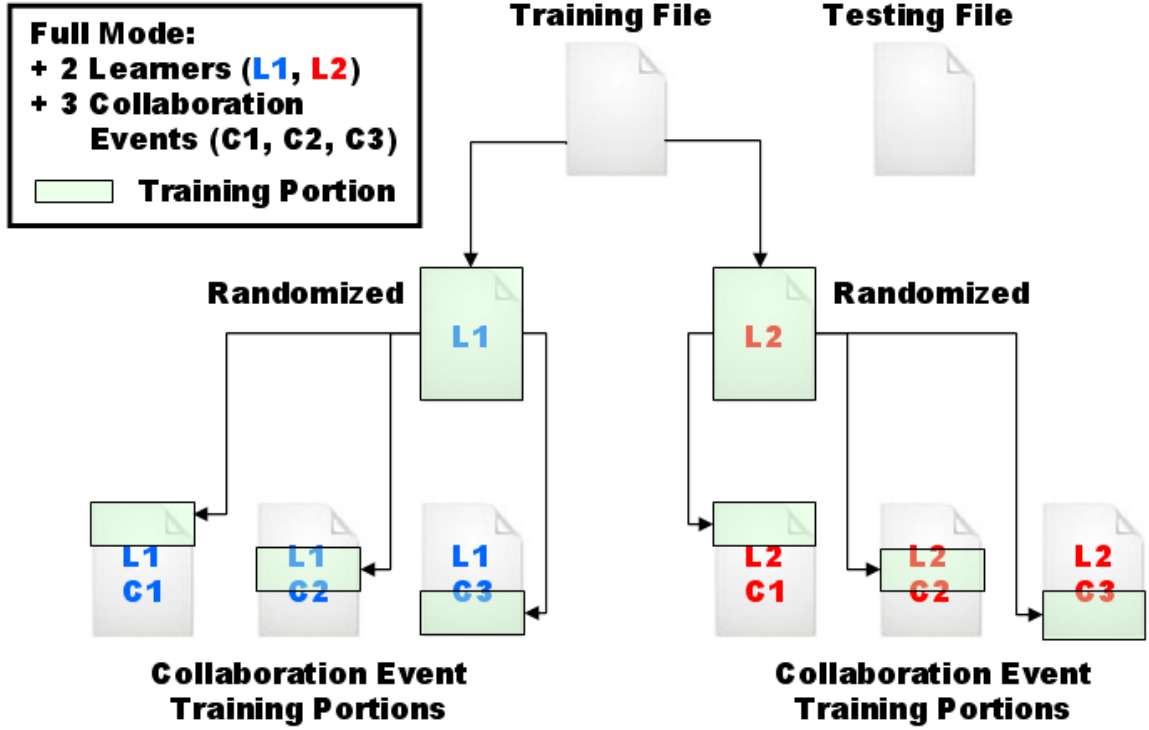 Full Mode:
+ 2 Learners (L1, L2)
+ 3 Collaboration
Events (C1, C2, C3)
Training Portion
Training File
Testing File
Randomized
L1
L2
Randomized
L1
C1
L1
C2
L1
C3
L2
C1
L2
C2
L2
C3
Collaboration Event
Training Portions
Collaboration Event
Training Portions